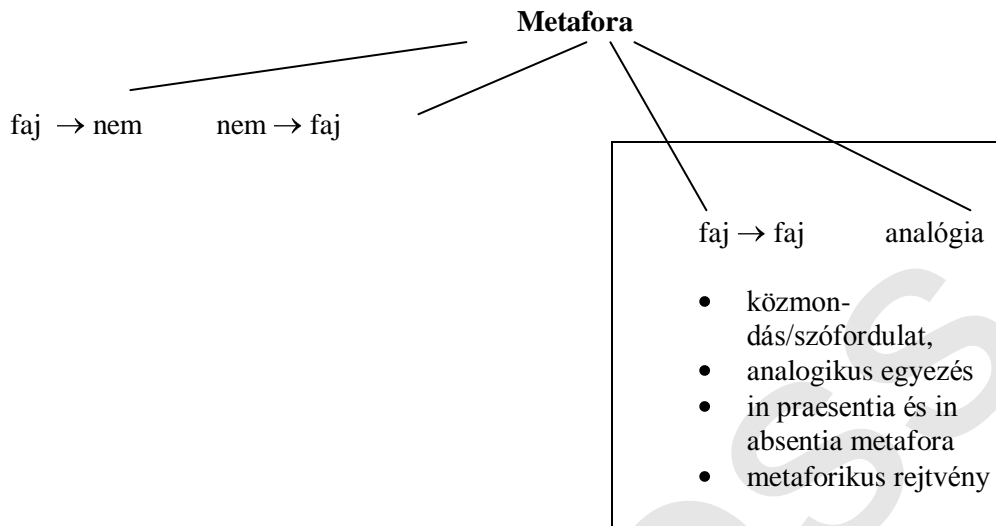 Metafora
faj → nem nem → faj
faj → faj analógia
• közmon-
dás/szófordulat,
• analogikus egyezés
• in praesentia és in
absentia metafora
• metaforikus rejtvény